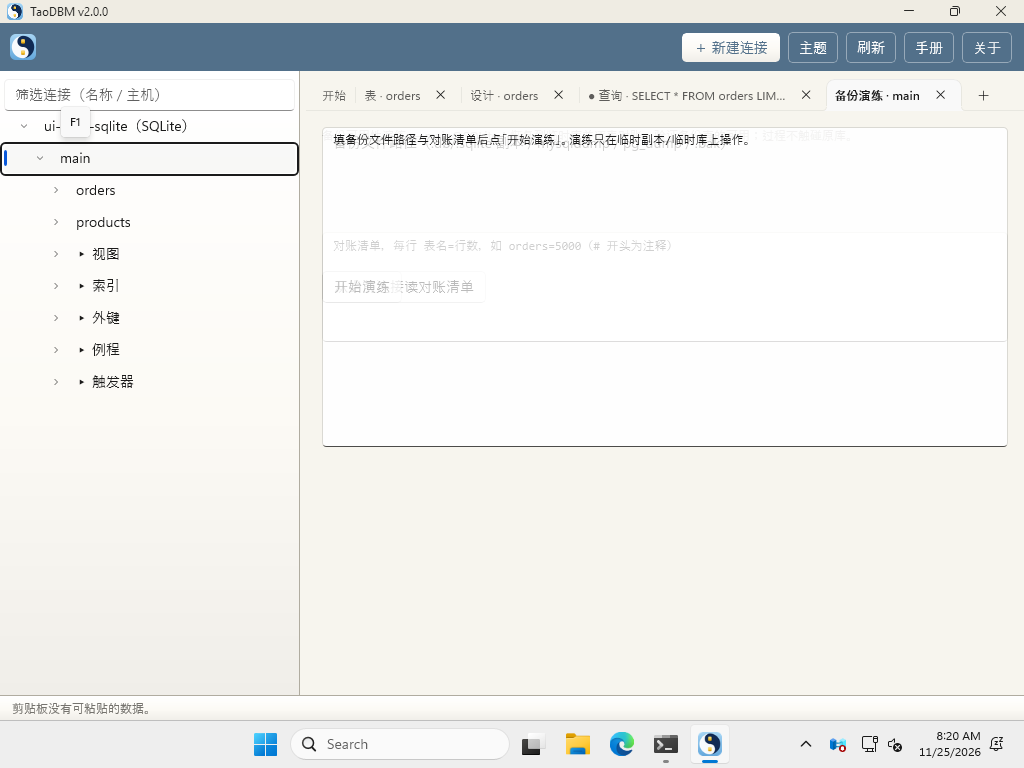 TaoDBM v2.0.0
+ 新建连接
主题
刷新
手册
关于
筛选连接（名称 / 主机）
开始
表 · orders
设计 · orders
● 查询 · SELECT * FROM orders LIM...
备份演练 · main
ui-
-sqlite（SQLite）
F1
main
orders
products
视图
索引
外键
例程
触发器
填备份文件路径与对账清单后点「开始演练」。演练只在临时副本/临时库上操作。
对账清单, 每行 表名=行数, 如 orders=5000（# 开头为注释）
开始演练
读对账清单
剪贴板没有可粘贴的数据。
Search
8:20 AM
11/25/2026